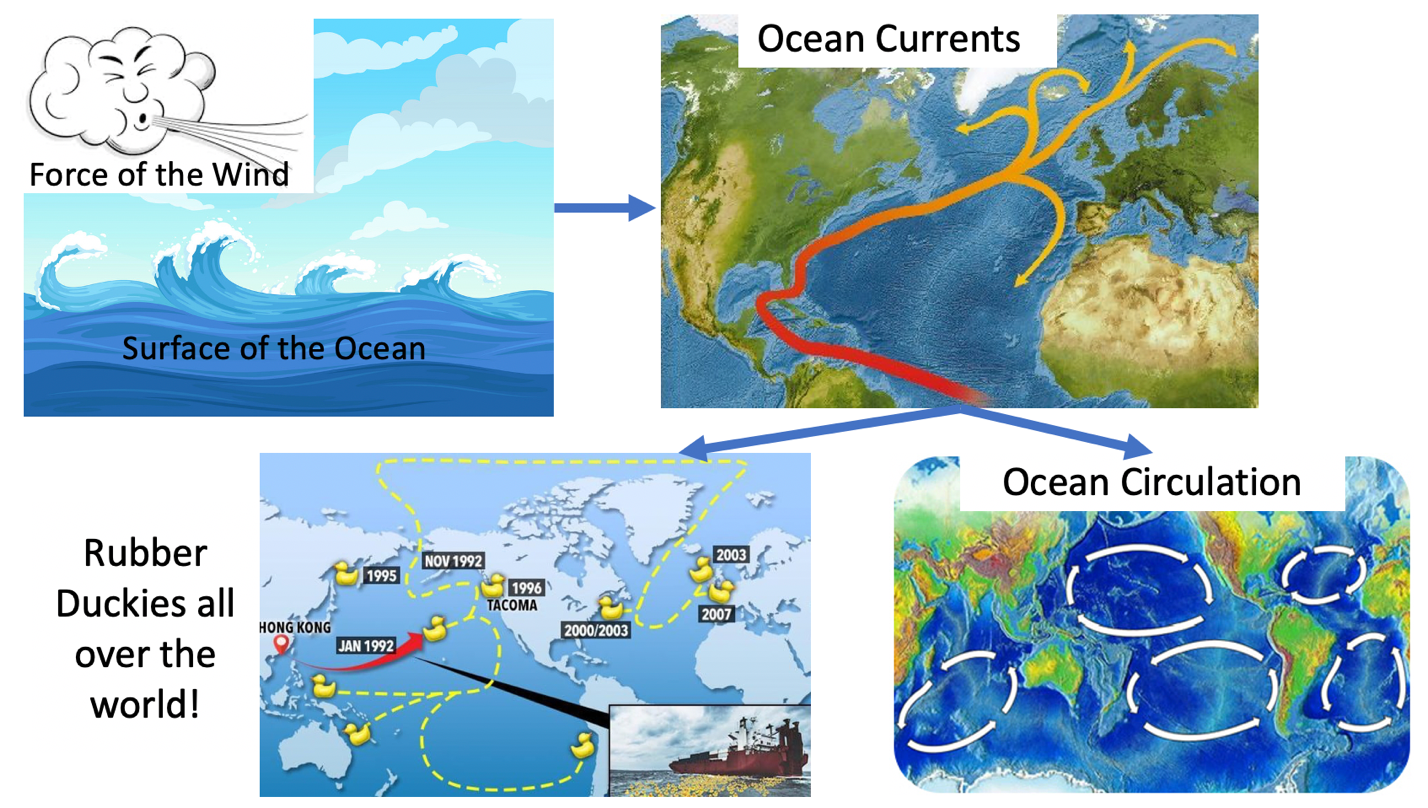 Force of the Wind
Surface of the Ocean
Ocean Currents
Rubber
Duckies all
over the
world!
HONG KONG
JAN 1992
1995
NOV 1992
1996
TACOMA
2000/2003
2003
2007
Ocean Circulation